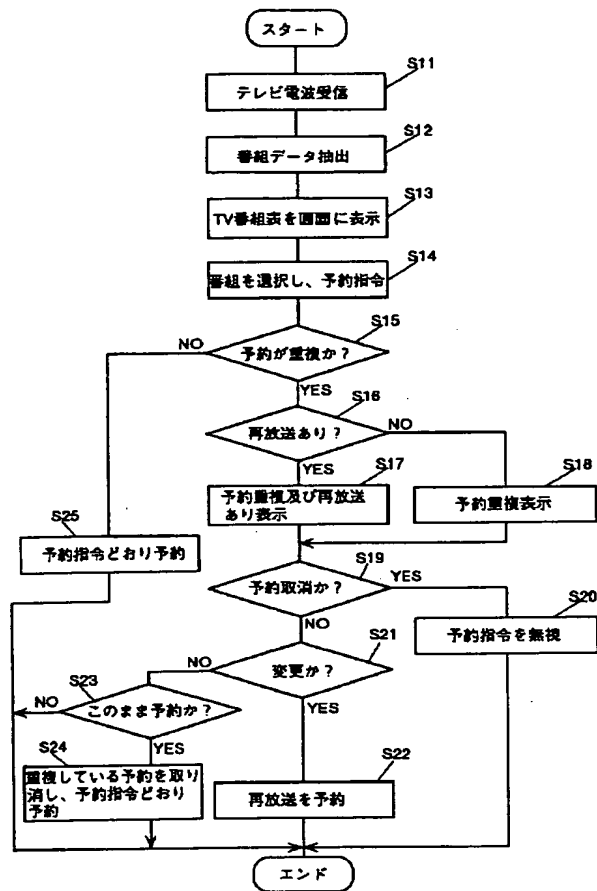 スタート
S11
テレビ電波受信
S12
番組データ抽出
S13
TV番組表を画面に表示
S14
番組を選択し、予約指令
S15
予約が重複か？
NO
YES
S16
再放送あり？
NO
YES
S17
予約重複及び再放送
あり表示
S18
予約重複表示
S25
予約指令どおり予約
S19
予約取消か？
YES
NO
S20
予約指令を無視
S21
変更か？
NO
YES
S23
このまま予約か？
NO
YES
S24
重複している予約を取り
消し、予約指令どおり
予約
S22
再放送を予約
エンド